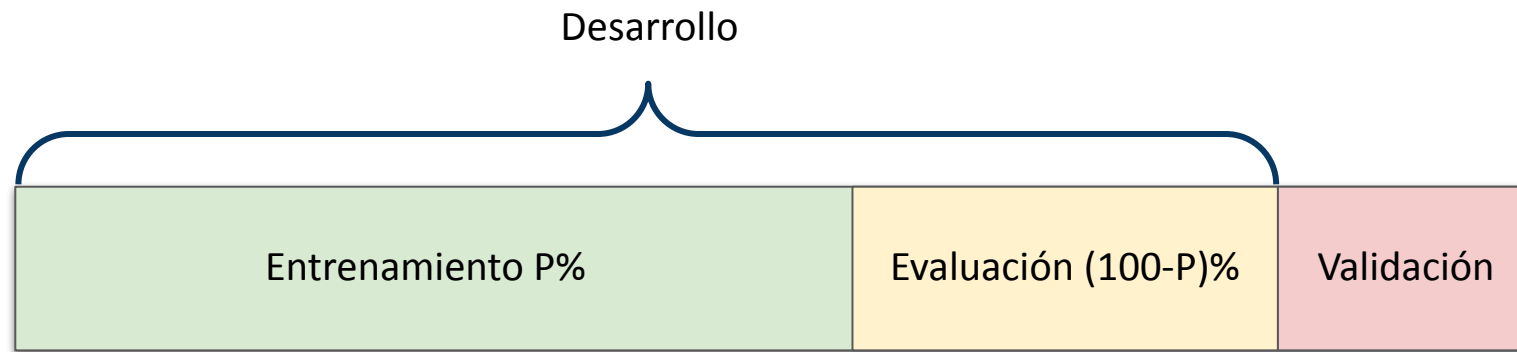 Desarrollo
Entrenamiento P%
Evaluación (100-P)%
Validación